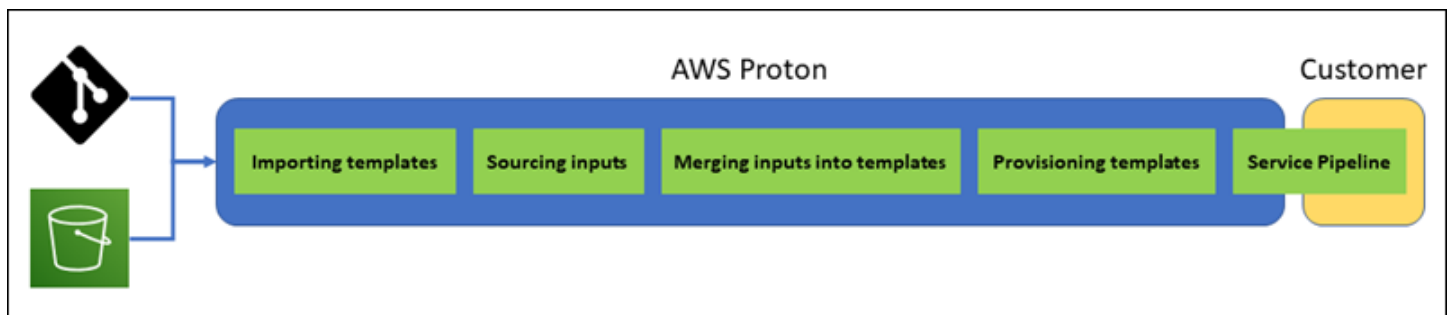 AWS Proton
Customer
Importing templates
Sourcing inputs
Merging inputs into templates
Provisioning templates
Service Pipeline